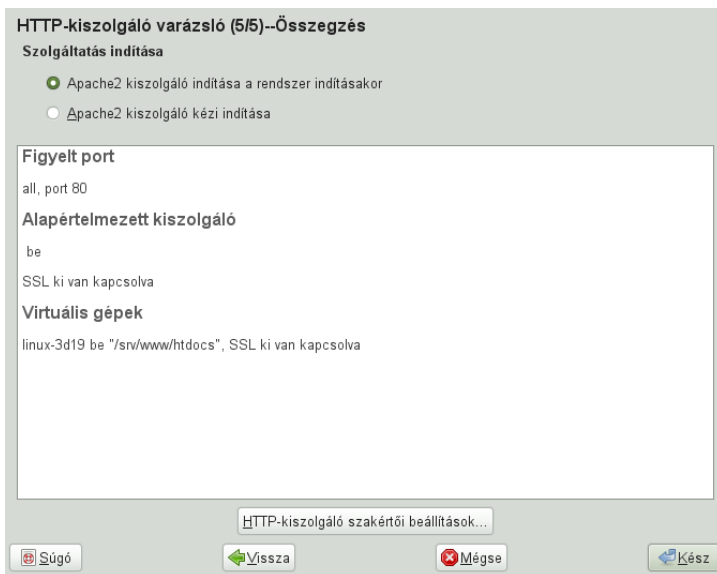 HTTP-kiszolgáló varázsló (5/5)--Összegzés
Szolgáltatás indítása
Apache2 kiszolgáló indítása a rendszer indításakor
Apache2 kiszolgáló kézi indítása
Figyelt port
all, port 80
Alapértelmezett kiszolgáló
be
SSL ki van kapcsolva
Virtuális gépek
linux-3d19 be "/srv/www/htdocs", SSL ki van kapcsolva
HTTP-kiszolgáló szakértői beállítások...
Súgó
Vissza
Mégse
Kész